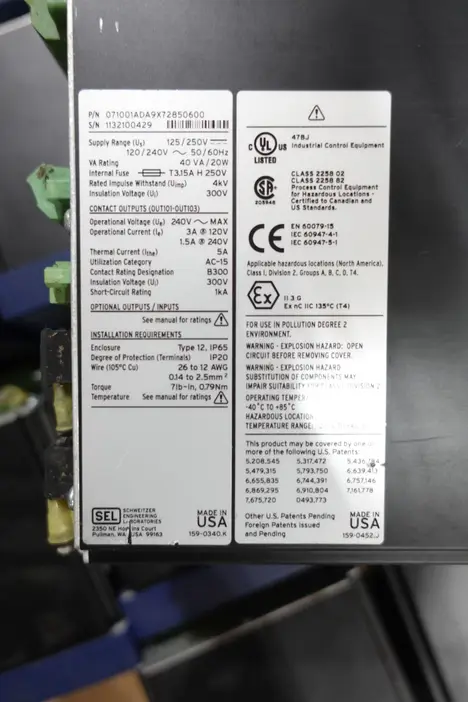 P/N 071001ADA9X72850600
S/N 1132100429
Supply Range (Us) 125/250V ⎓
120/240V ~ 50/60Hz
VA Rating 40 VA/20W
Internal Fuse T3.15A H 250V
Rated Impulse Withstand (Uimp) 4kV
Insulation Voltage (Ui) 300V
CONTACT OUTPUTS (OUT101-OUT103)
Operational Voltage (Ue) 240V ~ MAX
Operational Current (Ie) 3A @ 120V
1.5A @ 240V
Thermal Current (Ithe) 5A
Utilization Category AC-15
Contact Rating Designation B300
Insulation Voltage (Ui) 300V
Short-Circuit Rating 1kA
OPTIONAL OUTPUTS / INPUTS
See manual for ratings
INSTALLATION REQUIREMENTS
Enclosure Type 12, IP65
Degree of Protection (Terminals) IP20
Wire (105°C Cu) 26 to 12 AWG
0.14 to 2.5mm²
Torque 7lb-in, 0.79Nm
Temperature See manual for ratings
SEL SCHWEITZER
ENGINEERING
LABORATORIES
2350 NE Hopkins Court
Pullman, WA USA 99163
MADE IN
USA
159-0340.K
C UL US
LISTED
47BJ
Industrial Control Equipment
SA
CLASS 2258 02
CLASS 2258 82
Process Control Equipment
for Hazardous Locations -
Certified to Canadian and
US Standards.
CE
EN 60079-15
IEC 60947-4-1
IEC 60947-5-1
Applicable hazardous locations (North America).
Class I, Division 2, Groups A, B, C, D, T4.
Ex
II 3 G
Ex nC IIC 135°C (T4)
FOR USE IN POLLUTION DEGREE 2
ENVIRONMENT.
WARNING - EXPLOSION HAZARD: OPEN
CIRCUIT BEFORE REMOVING COVER.
WARNING - EXPLOSION HAZARD
SUBSTITUTION OF COMPONENTS MAY
IMPAIR SUITABILITY DIVISION 2
OPERATING TEMPER
-40°C TO +85°C
HAZARDOUS LOCATION
TEMPERATURE RANGE:
This product may be covered by one or
more of the following U.S. Patents:
5,208,545 5,317,472
5,479,315 5,793,750
6,655,835 6,744,391 6,757,146
6,869,295 6,910,804 7,161,778
7,675,720 D493,773
Other U.S. Patents Pending
Foreign Patents Issued
and Pending
MADE IN
USA
159-0452.J